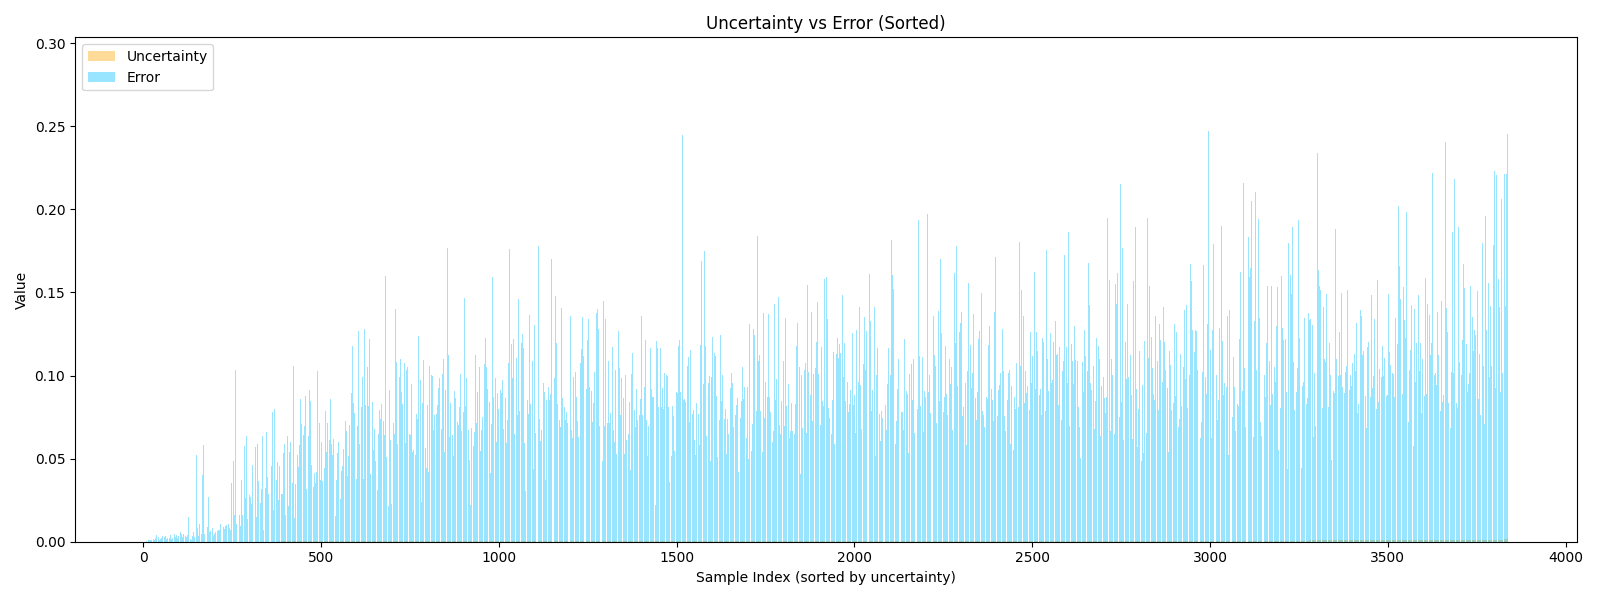 Uncertainty vs Error (Sorted)
Uncertainty
Error
Value
0.30
0.25
0.20
0.15
0.10
0.05
0.00
0 500 1000 1500 2000 2500 3000 3500 4000
Sample Index (sorted by uncertainty)